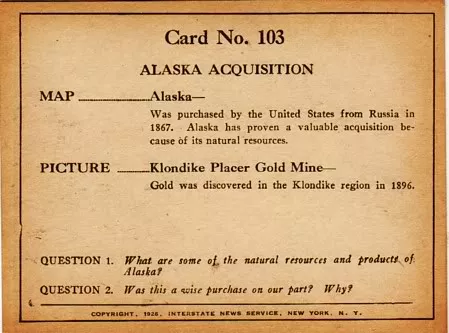 Card No. 103
ALASKA ACQUISITION
MAP ............................ Alaska—
Was purchased by the United States from Russia in
1867. Alaska has proven a valuable acquisition be-
cause of its natural resources.
PICTURE ............ Klondike Placer Gold Mine—
Gold was discovered in the Klondike region in 1896.
QUESTION 1. What are some of the natural resources and products of
Alaska?
QUESTION 2. Was this a wise purchase on our part? Why?
COPYRIGHT, 1928, INTERSTATE NEWS SERVICE, NEW YORK, N. Y.